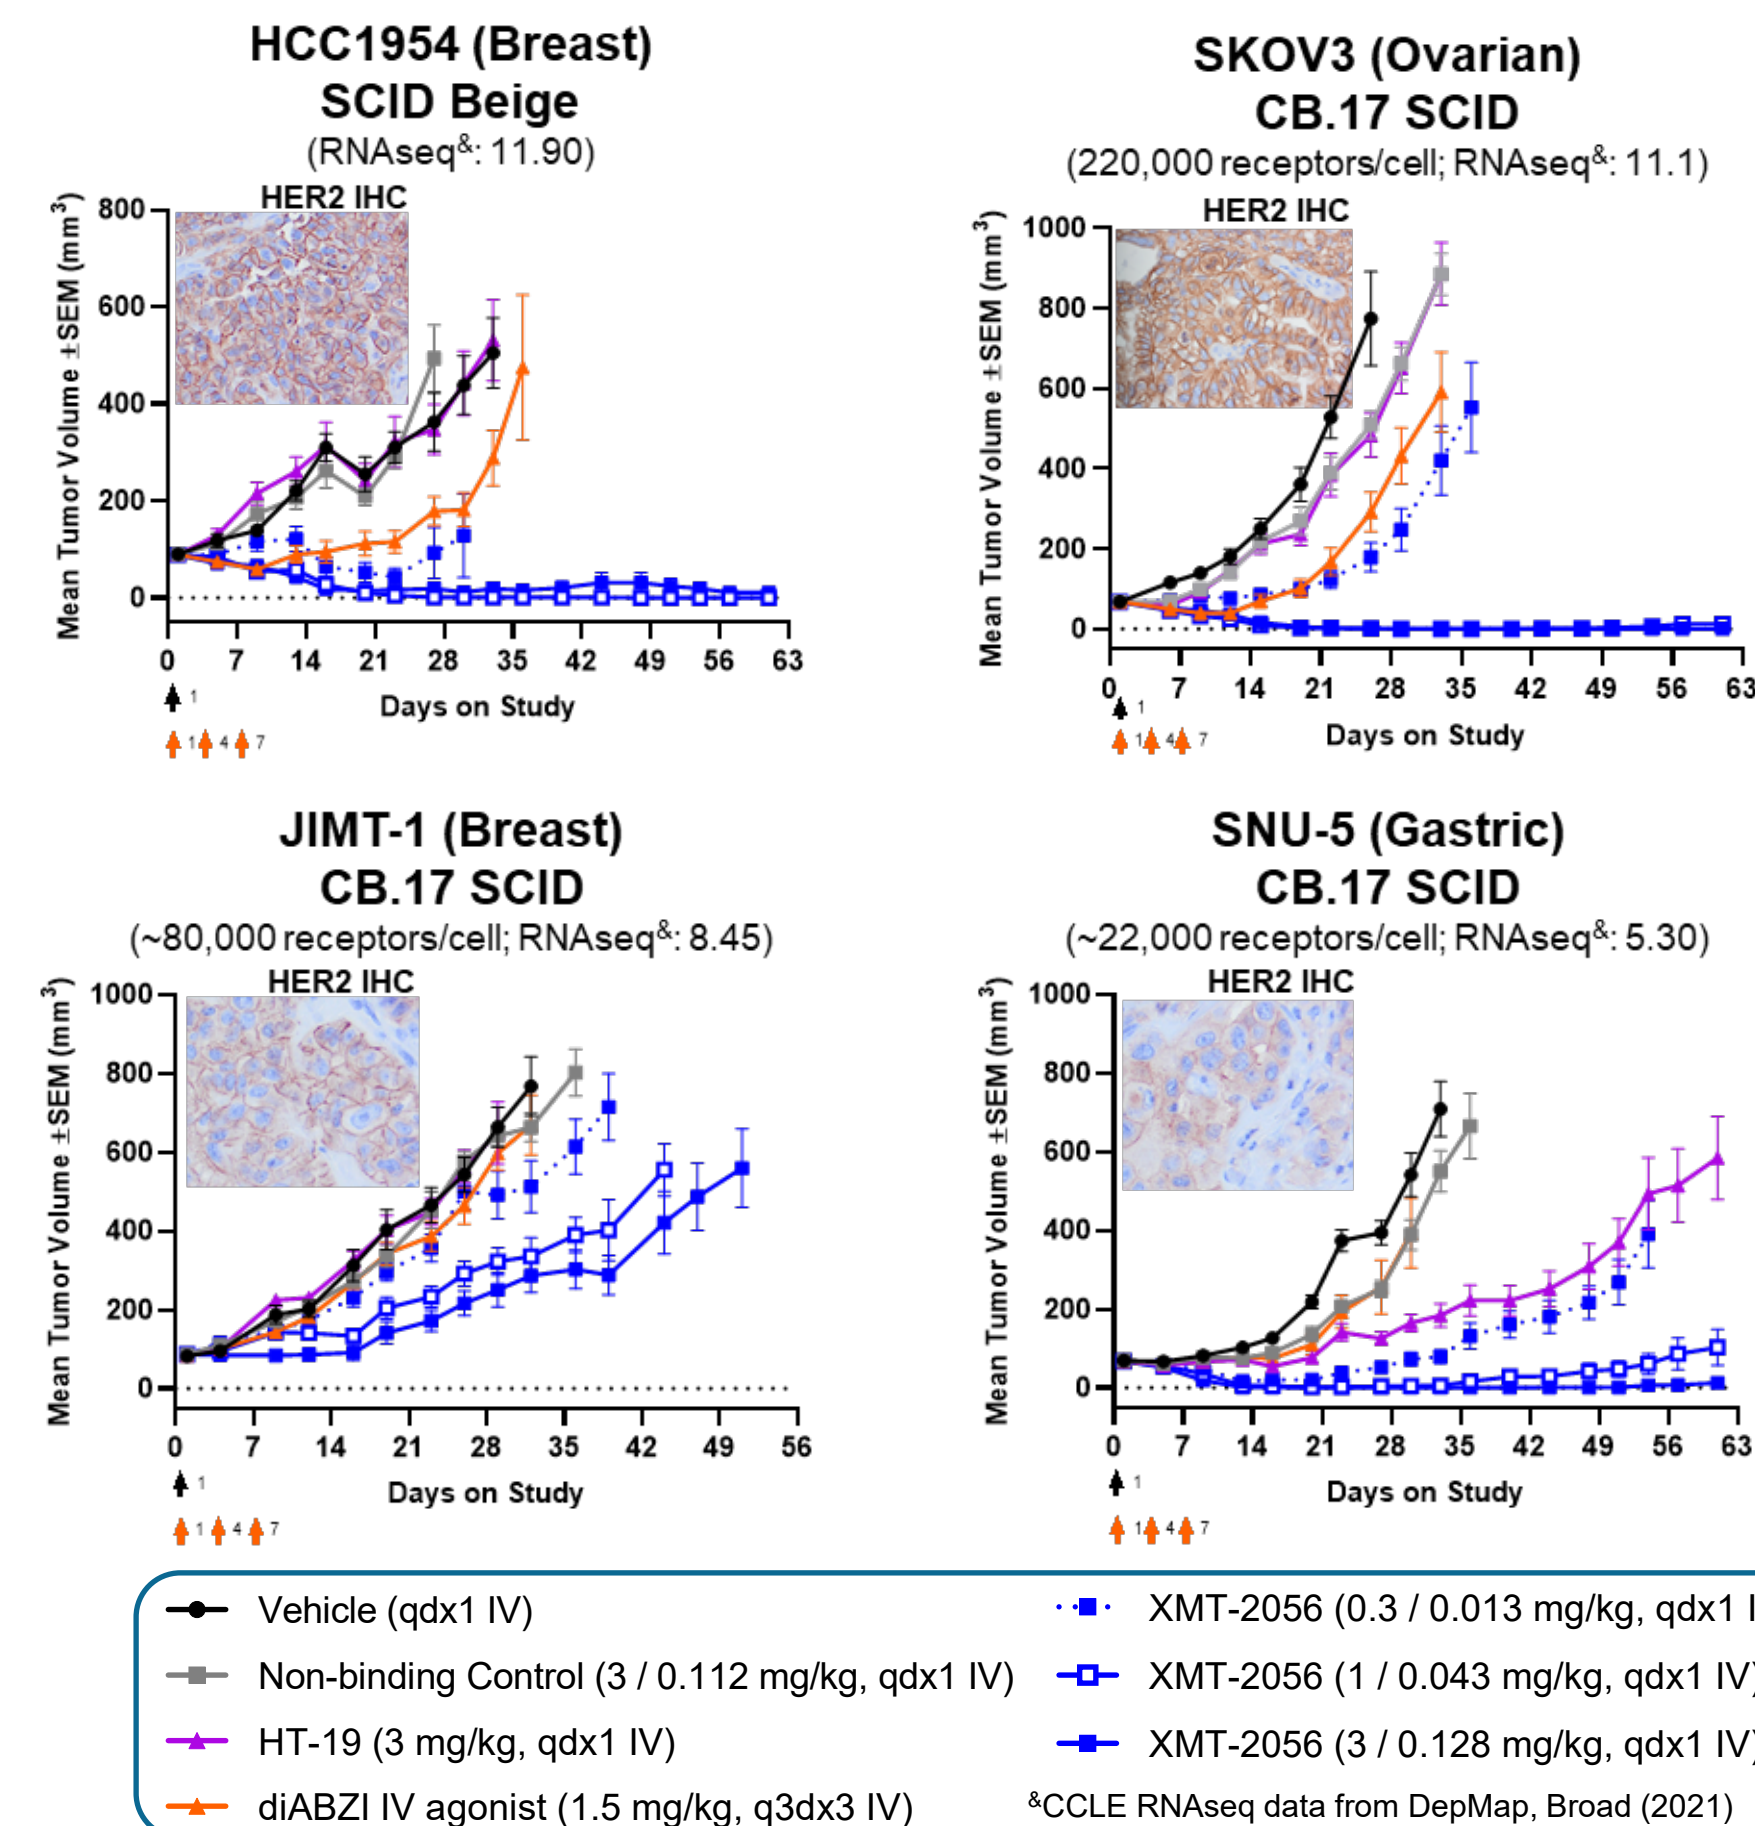 HCC1954 (Breast)
SCID Beige
(RNAseq&: 11.90)
HER2 IHC
Mean Tumor Volume ±SEM (mm³)
800
600
400
200
0
0 7 14 21 28 35 42 49 56 63
Days on Study
1
1 4 7
SKOV3 (Ovarian)
CB.17 SCID
(220,000 receptors/cell; RNAseq&: 11.1)
HER2 IHC
Mean Tumor Volume ±SEM (mm³)
1000
800
600
400
200
0
0 7 14 21 28 35 42 49 56 63
Days on Study
1
1 4 7
JIMT-1 (Breast)
CB.17 SCID
(~80,000 receptors/cell; RNAseq&: 8.45)
HER2 IHC
Mean Tumor Volume ±SEM (mm³)
1000
800
600
400
200
0
0 7 14 21 28 35 42 49 56
Days on Study
1
1 4 7
SNU-5 (Gastric)
CB.17 SCID
(~22,000 receptors/cell; RNAseq&: 5.30)
HER2 IHC
Mean Tumor Volume ±SEM (mm³)
1000
800
600
400
200
0
0 7 14 21 28 35 42 49 56 63
Days on Study
1
1 4 7
Vehicle (qdx1 IV)
Non-binding Control (3 / 0.112 mg/kg, qdx1 IV)
HT-19 (3 mg/kg, qdx1 IV)
diABZI IV agonist (1.5 mg/kg, q3dx3 IV)
XMT-2056 (0.3 / 0.013 mg/kg, qdx1
XMT-2056 (1 / 0.043 mg/kg, qdx1 IV)
XMT-2056 (3 / 0.128 mg/kg, qdx1 IV)
&CCLE RNAseq data from DepMap, Broad (2021)